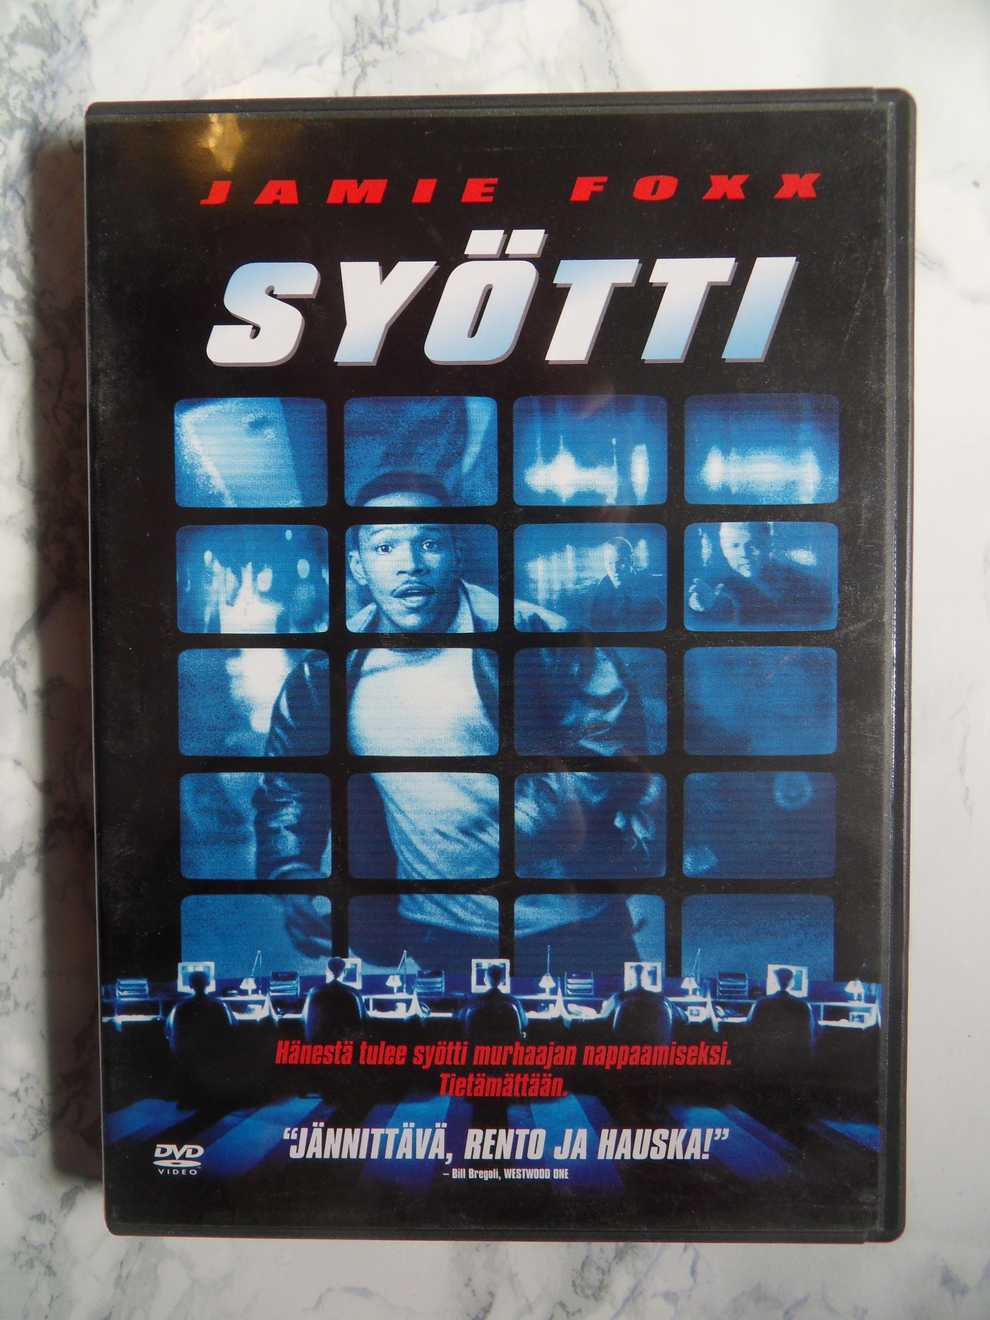 JAMIE FOXX
SYÖTTI
Hänestä tulee syötti murhaajan nappaamiseksi.
Tietämättään.
"JÄNNITTÄVÄ, RENTO JA HAUSKA!"
– Bill Bregoli, WESTWOOD ONE
DVD
VIDEO